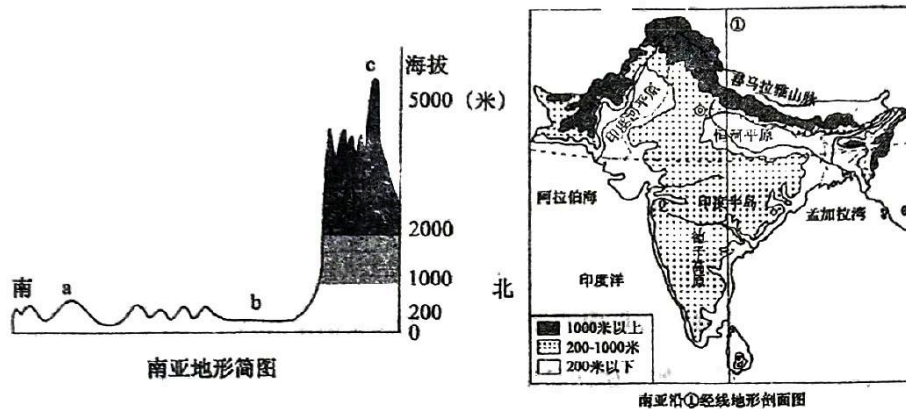 c
海拔
5000（米）
2000
1000
200
0
南
a
b
北
南亚地形简图
①
喜马拉雅山脉
印度河平原
恒河平原
阿拉伯海
印度半岛
孟加拉湾
德干高原
印度洋
1000米以上
200-1000米
200米以下
南亚沿①经线地形剖面图